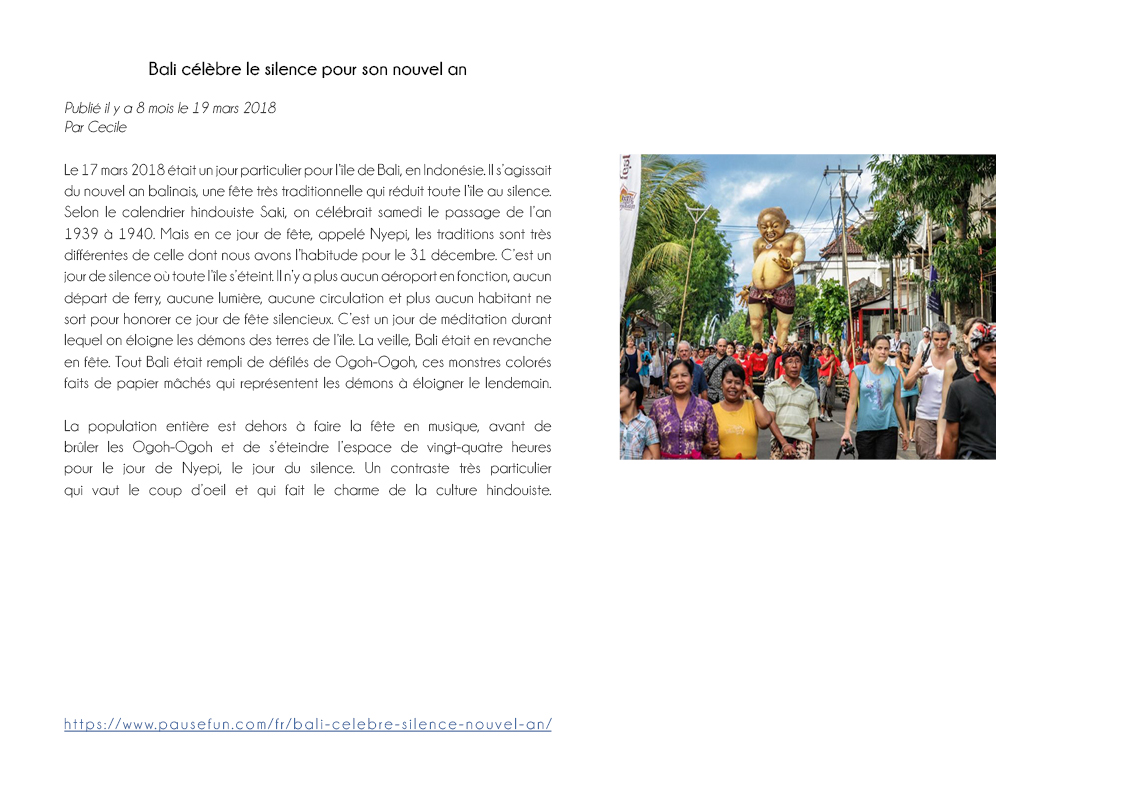 Bali célèbre le silence pour son nouvel an
Publié il y a 8 mois le 19 mars 2018
Par Cecile
Le 17 mars 2018 était un jour particulier pour l'île de Bali, en Indonésie. Il s'agissait
du nouvel an balinais, une fête très traditionnelle qui réduit toute l'île au silence.
Selon le calendrier hindouiste Saki, on célébrait samedi le passage de l'an
1939 à 1940. Mais en ce jour de fête, appelé Nyepi, les traditions sont très
différentes de celle dont nous avons l'habitude pour le 31 décembre. C'est un
jour de silence où toute l'île s'éteint. Il n'y a plus aucun aéroport en fonction, aucun
départ de ferry, aucune lumière, aucune circulation et plus aucun habitant ne
sort pour honorer ce jour de fête silencieux. C'est un jour de méditation durant
lequel on éloigne les démons des terres de l'île. La veille, Bali était en revanche
en fête. Tout Bali était rempli de défilés de Ogoh-Ogoh, ces monstres colorés
faits de papier mâchés qui représentent les démons à éloigner le lendemain.
La population entière est dehors à faire la fête en musique, avant de
brûler les Ogoh-Ogoh et de s'éteindre l'espace de vingt-quatre heures
pour le jour de Nyepi, le jour du silence. Un contraste très particulier
qui vaut le coup d'oeil et qui fait le charme de la culture hindouiste.
https://www.pausefun.com/fr/bali-celebre-silence-nouvel-an/